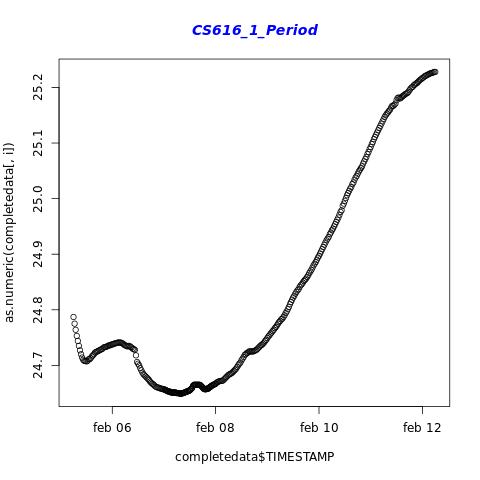 CS616_1_Period
as.numeric(completedata[, i])
25.2
25.1
25.0
24.9
24.8
24.7
feb 06
feb 08
feb 10
feb 12
completedata$TIMESTAMP